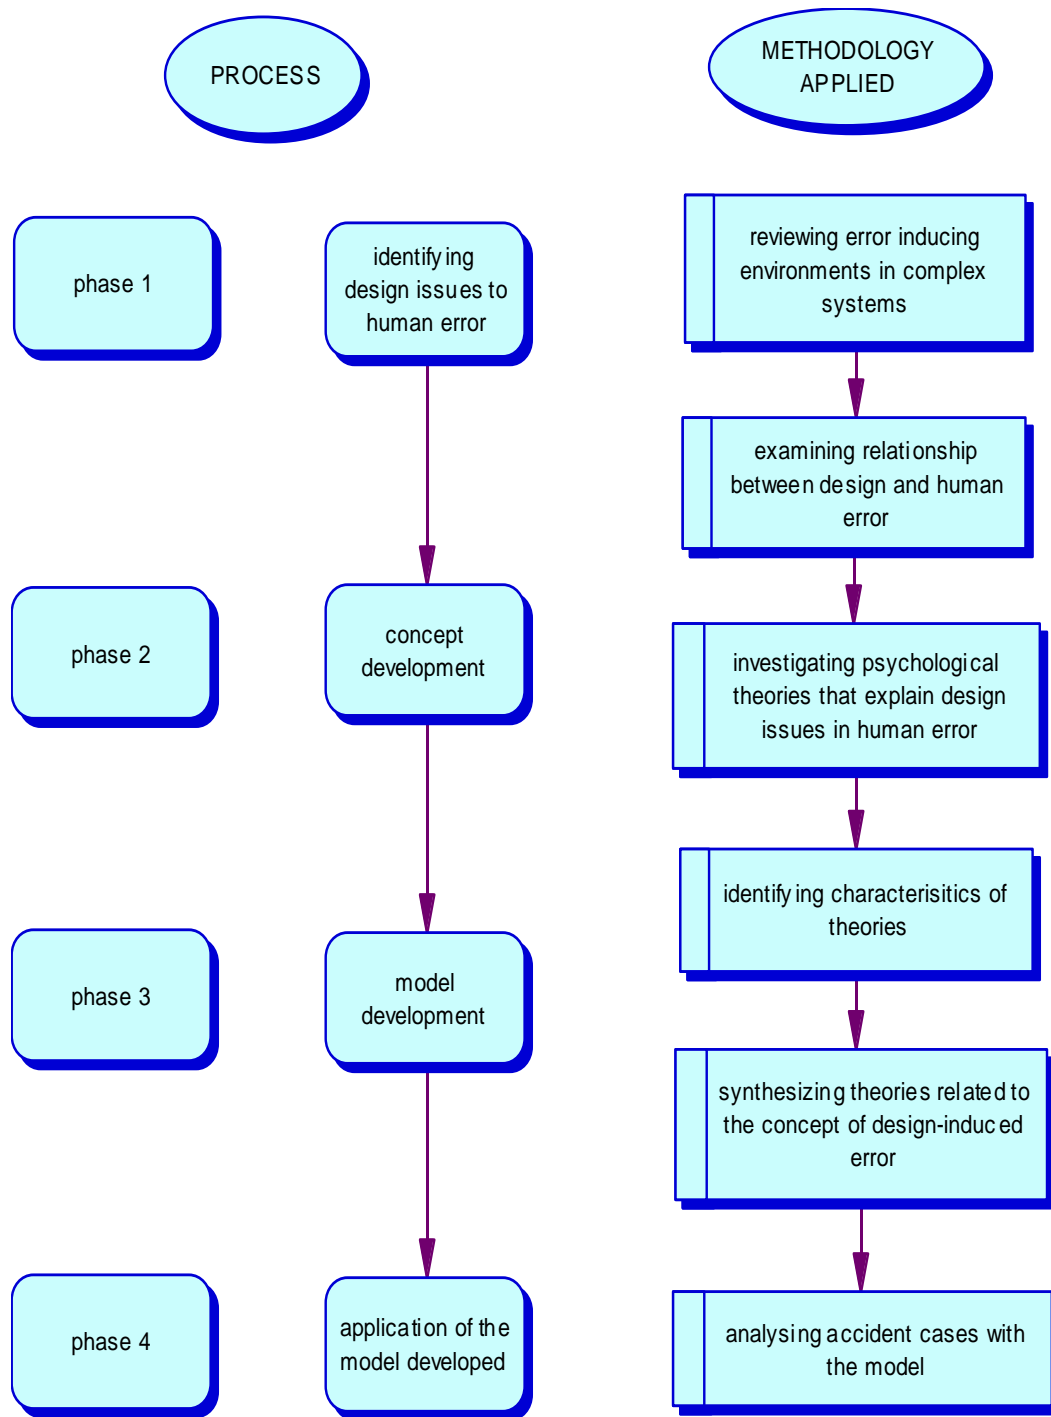 PROCESS
METHODOLOGY
APPLIED
phase 1
identifying
design issues to
human error
reviewing error inducing
environments in complex
systems
examining relationship
between design and human
error
phase 2
concept
development
investigating psychological
theories that explain design
issues in human error
identifying characterisitics of
theories
phase 3
model
development
synthesizing theories related to
the concept of design-induced
error
phase 4
application of the
model developed
analysing accident cases with
the model